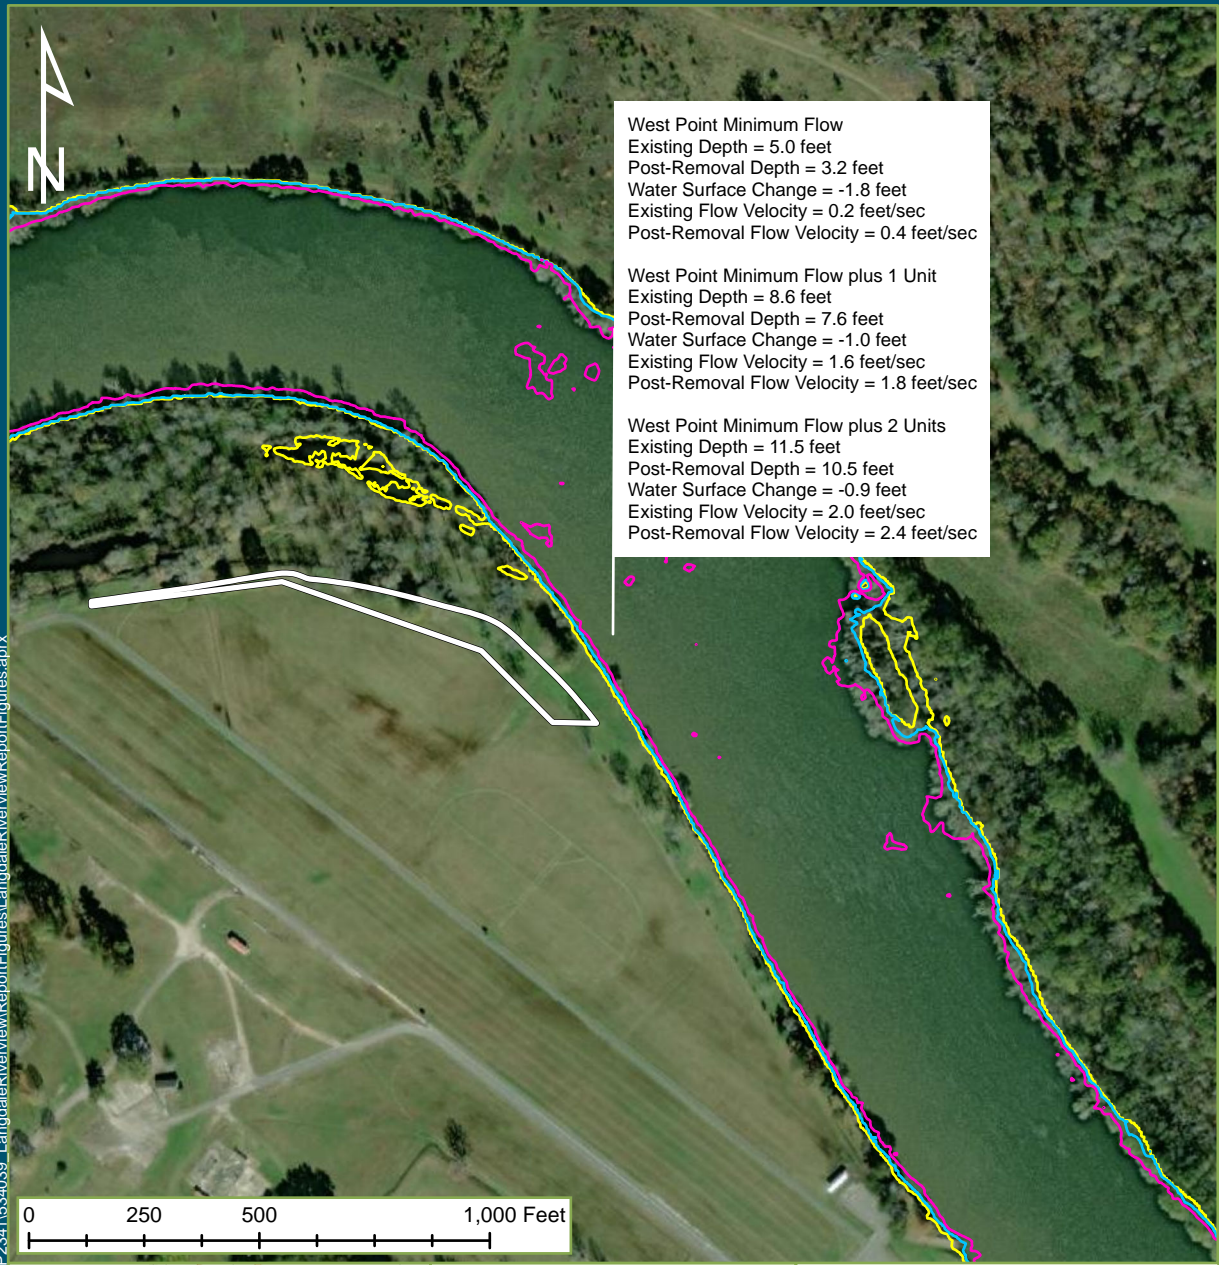 N
West Point Minimum Flow
Existing Depth = 5.0 feet
Post-Removal Depth = 3.2 feet
Water Surface Change = -1.8 feet
Existing Flow Velocity = 0.2 feet/sec
Post-Removal Flow Velocity = 0.4 feet/sec
West Point Minimum Flow plus 1 Unit
Existing Depth = 8.6 feet
Post-Removal Depth = 7.6 feet
Water Surface Change = -1.0 feet
Existing Flow Velocity = 1.6 feet/sec
Post-Removal Flow Velocity = 1.8 feet/sec
West Point Minimum Flow plus 2 Units
Existing Depth = 11.5 feet
Post-Removal Depth = 10.5 feet
Water Surface Change = -0.9 feet
Existing Flow Velocity = 2.0 feet/sec
Post-Removal Flow Velocity = 2.4 feet/sec
0 250 500 1,000 Feet